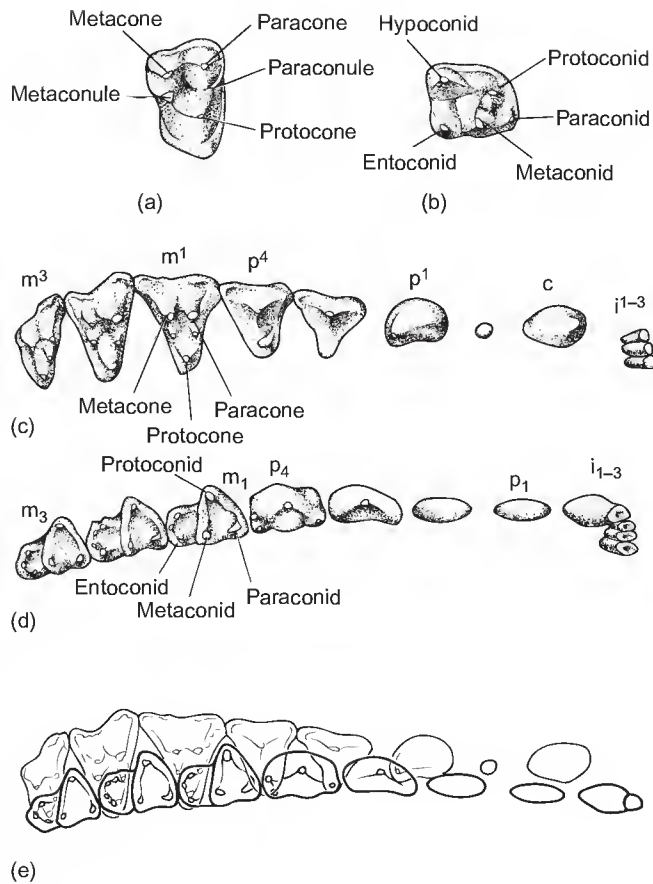 Metacone
Paracone
Paraconule
Metaconule
Protocone
(a)
Hypoconid
Protoconid
Paraconid
Entoconid
Metaconid
(b)
m³
m¹
p⁴
p¹
c
i¹⁻³
Metacone
Paracone
Protocone
(c)
Protoconid
m₃
m₁
p₄
p₁
i₁₋₃
Entoconid
Metaconid
Paraconid
(d)
(e)